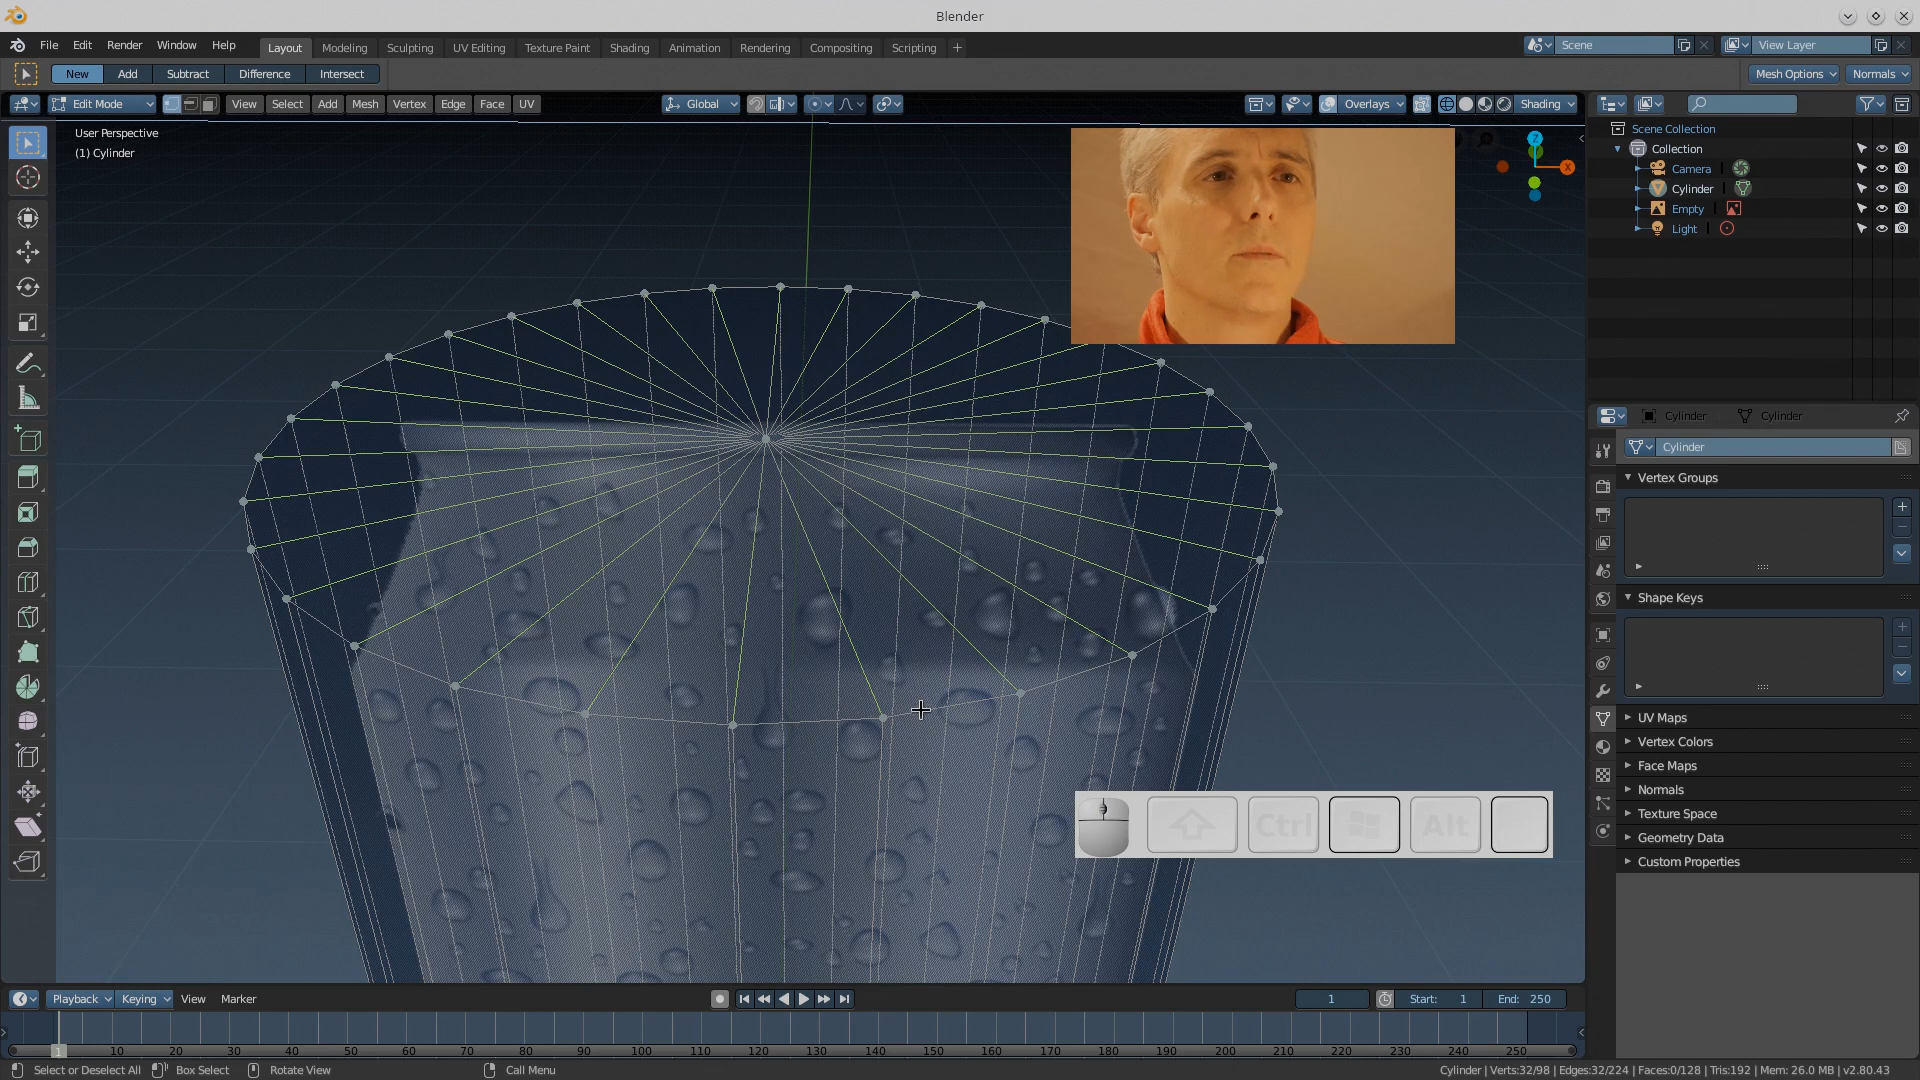 Blender
File Edit Render Window Help Layout Modeling Sculpting UV Editing Texture Paint Shading Animation Rendering Compositing Scripting + Scene View Layer
New Add Subtract Difference Intersect Mesh Options Normals
Edit Mode View Select Add Mesh Vertex Edge Face UV Global Overlays Shading
User Perspective
(1) Cylinder
Z
X
Scene Collection
Collection
Camera
Cylinder
Empty
Light
Cylinder Cylinder
Cylinder
Vertex Groups
Shape Keys
UV Maps
Vertex Colors
Face Maps
Normals
Texture Space
Geometry Data
Custom Properties
Ctrl Alt
Playback Keying View Marker 1 Start: 1 End: 250
1 10 20 30 40 50 60 70 80 90 100 110 120 130 140 150 160 170 180 190 200 210 220 230 240 250
Select or Deselect All Box Select Rotate View Call Menu Cylinder | Verts:32/98 | Edges:32/224 | Faces:0/128 | Tris:192 | Mem: 26.0 MB | v2.80.43